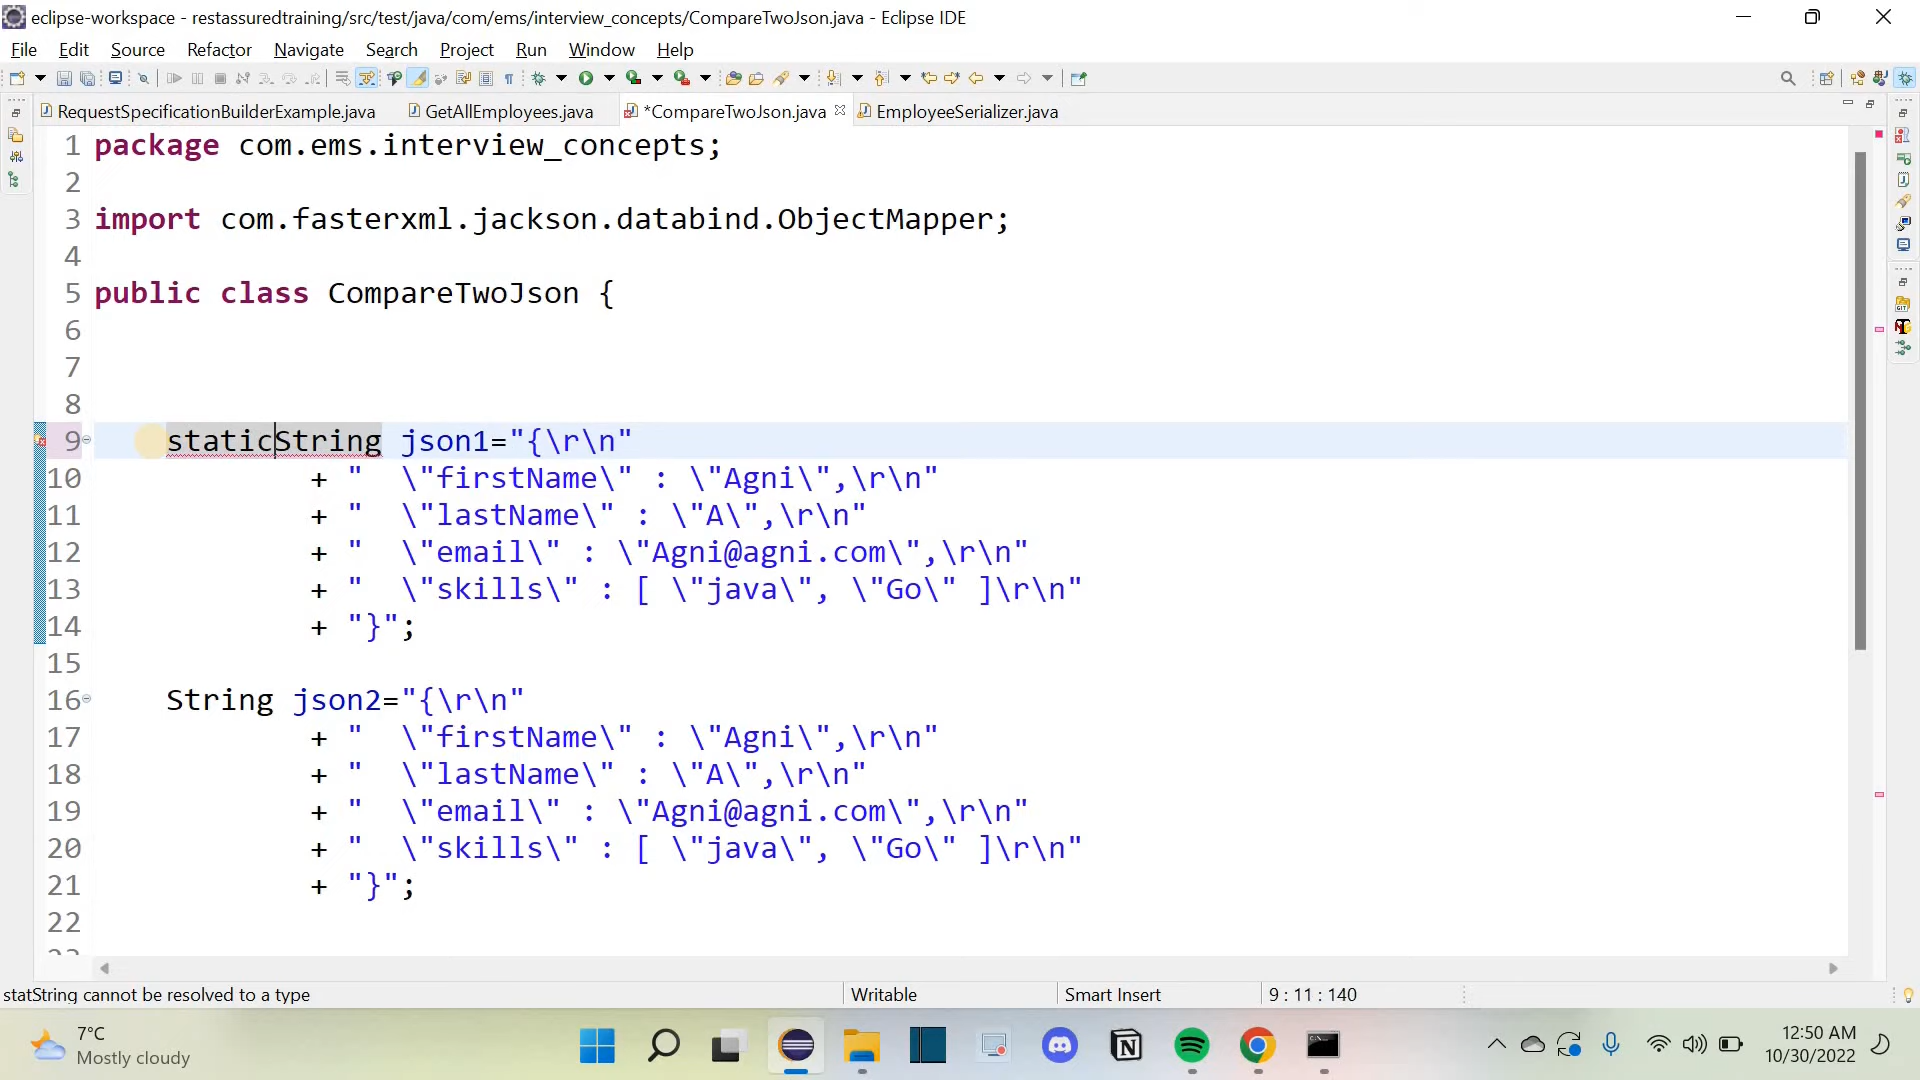 eclipse-workspace - restassuredtraining/src/test/java/com/ems/interview_concepts/CompareTwoJson.java - Eclipse IDE
File Edit Source Refactor Navigate Search Project Run Window Help
RequestSpecificationBuilderExample.java GetAllEmployees.java *CompareTwoJson.java EmployeeSerializer.java
1 package com.ems.interview_concepts;
2
3 import com.fasterxml.jackson.databind.ObjectMapper;
4
5 public class CompareTwoJson {
6
7
8
9 staticString json1="{\r\n"
10 + "  \"firstName\" : \"Agni\",\r\n"
11 + "  \"lastName\" : \"A\",\r\n"
12 + "  \"email\" : \"Agni@agni.com\",\r\n"
13 + "  \"skills\" : [ \"java\", \"Go\" ]\r\n"
14 + "}";
15
16 String json2="{\r\n"
17 + "  \"firstName\" : \"Agni\",\r\n"
18 + "  \"lastName\" : \"A\",\r\n"
19 + "  \"email\" : \"Agni@agni.com\",\r\n"
20 + "  \"skills\" : [ \"java\", \"Go\" ]\r\n"
21 + "}";
22
statString cannot be resolved to a type Writable Smart Insert 9 : 11 : 140
7°C
Mostly cloudy
12:50 AM
10/30/2022